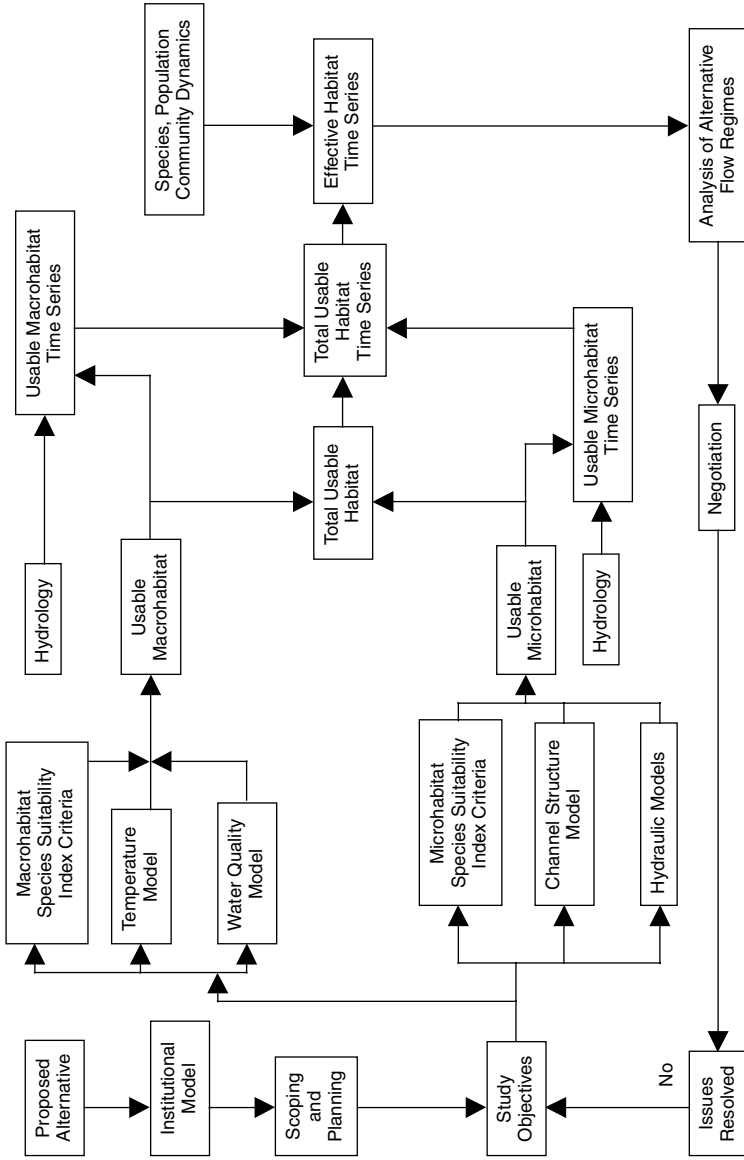 Proposed
Alternative
Institutional
Model
Scoping
and
Planning
Study
Objectives
No
Issues
Resolved
Macrohabitat
Species Suitability
Index Criteria
Temperature
Model
Water Quality
Model
Microhabitat
Species Suitability
Index Criteria
Channel Structure
Model
Hydraulic Models
Hydrology
Usable
Macrohabitat
Usable
Microhabitat
Hydrology
Negotiation
Usable Macrohabitat
Time Series
Total Usable
Habitat
Total Usable
Habitat
Time Series
Usable Microhabitat
Time Series
Species, Population
Community Dynamics
Effective Habitat
Time Series
Analysis of Alternative
Flow Regimes